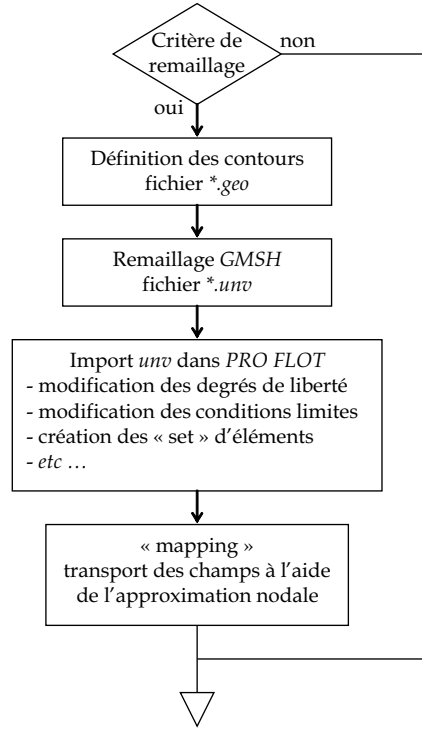 Critère de
remaillage
non
oui
Définition des contours
fichier *.geo
Remaillage GMSH
fichier *.unv
Import unv dans PRO FLOT
- modification des degrés de liberté
- modification des conditions limites
- création des « set » d'éléments
- etc …
« mapping »
transport des champs à l'aide
de l'approximation nodale